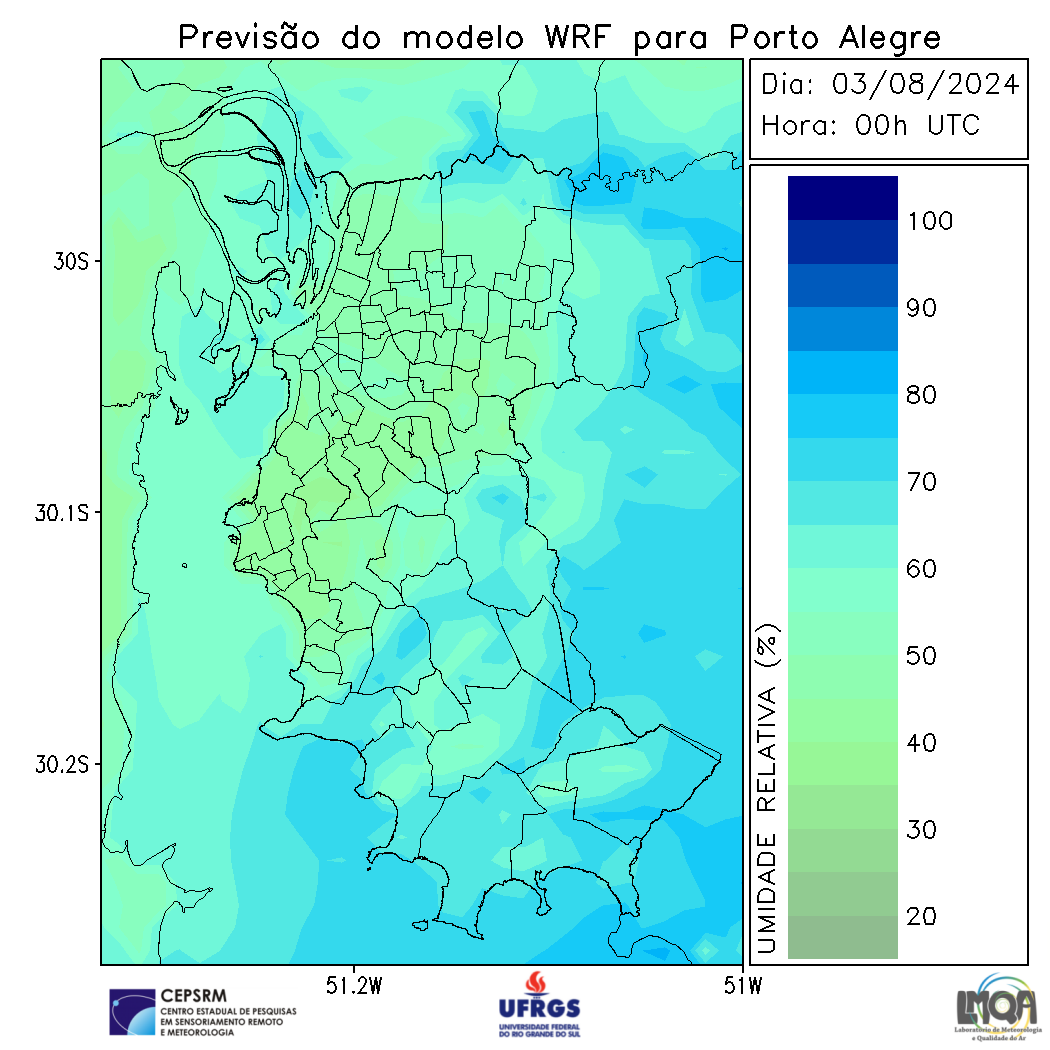 Previsão do modelo WRF para Porto Alegre
Dia: 03/08/2024
Hora: 00h UTC
30S
30.1S
30.2S
51.2W
51W
UMIDADE RELATIVA (%)
100
90
80
70
60
50
40
30
20
CEPSRM
CENTRO ESTADUAL DE PESQUISAS
EM SENSORIAMENTO REMOTO
E METEOROLOGIA
UFRGS
UNIVERSIDADE FEDERAL
DO RIO GRANDE DO SUL
LMQA
Laboratório de Meteorologia
e Qualidade do Ar